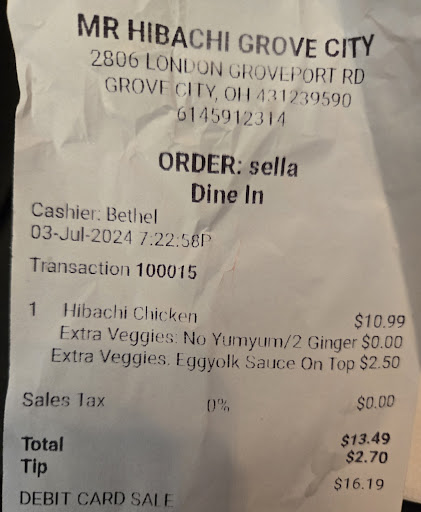 MR HIBACHI GROVE CITY
2806 LONDON GROVEPORT RD
GROVE CITY, OH 431239590
6145912314
ORDER: sella
Dine In
Cashier: Bethel
03-Jul-2024 7:22:58P
Transaction 100015
1 Hibachi Chicken $10.99
Extra Veggies: No Yumyum/2 Ginger $0.00
Extra Veggies: Eggyolk Sauce On Top $2.50
Sales Tax 0% $0.00
Total $13.49
Tip $2.70
DEBIT CARD SALE $16.19